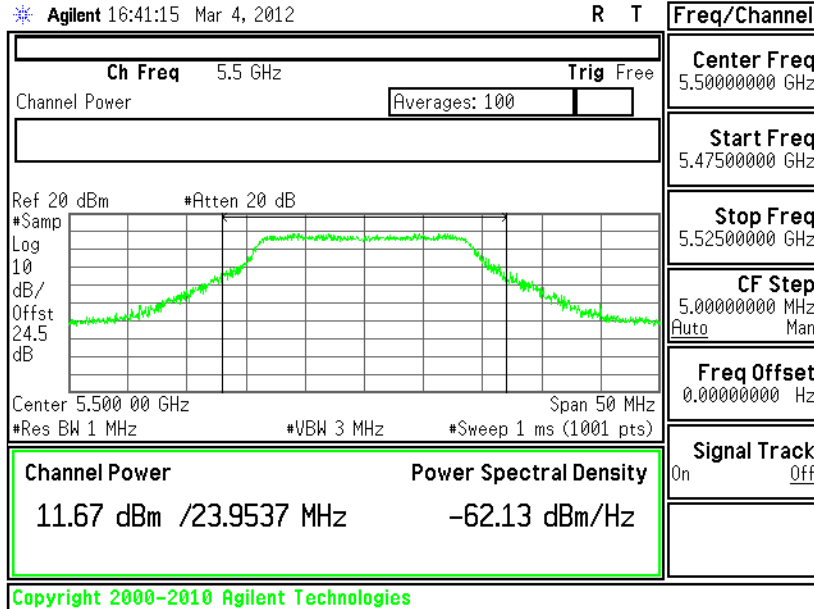 Agilent 16:41:15 Mar 4, 2012 R T
Freq/Channel
Ch Freq 5.5 GHz Trig Free
Channel Power Averages: 100
Center Freq
5.50000000 GHz
Start Freq
5.47500000 GHz
Stop Freq
5.52500000 GHz
CF Step
5.00000000 MHz
Auto Man
Freq Offset
0.00000000 Hz
Signal Track
On Off
Ref 20 dBm #Atten 20 dB
#Samp
Log
10
dB/
Offst
24.5
dB
Center 5.500 00 GHz Span 50 MHz
#Res BW 1 MHz #VBW 3 MHz #Sweep 1 ms (1001 pts)
Channel Power Power Spectral Density
11.67 dBm /23.9537 MHz -62.13 dBm/Hz
Copyright 2000-2010 Agilent Technologies